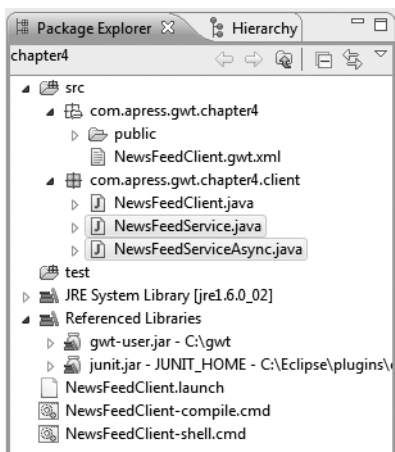 Package Explorer Hierarchy
chapter4
src
com.apress.gwt.chapter4
public
NewsFeedClient.gwt.xml
com.apress.gwt.chapter4.client
NewsFeedClient.java
NewsFeedService.java
NewsFeedServiceAsync.java
test
JRE System Library [jre1.6.0_02]
Referenced Libraries
gwt-user.jar - C:\gwt
junit.jar - JUNIT_HOME - C:\Eclipse\plugins\
NewsFeedClient.launch
NewsFeedClient-compile.cmd
NewsFeedClient-shell.cmd